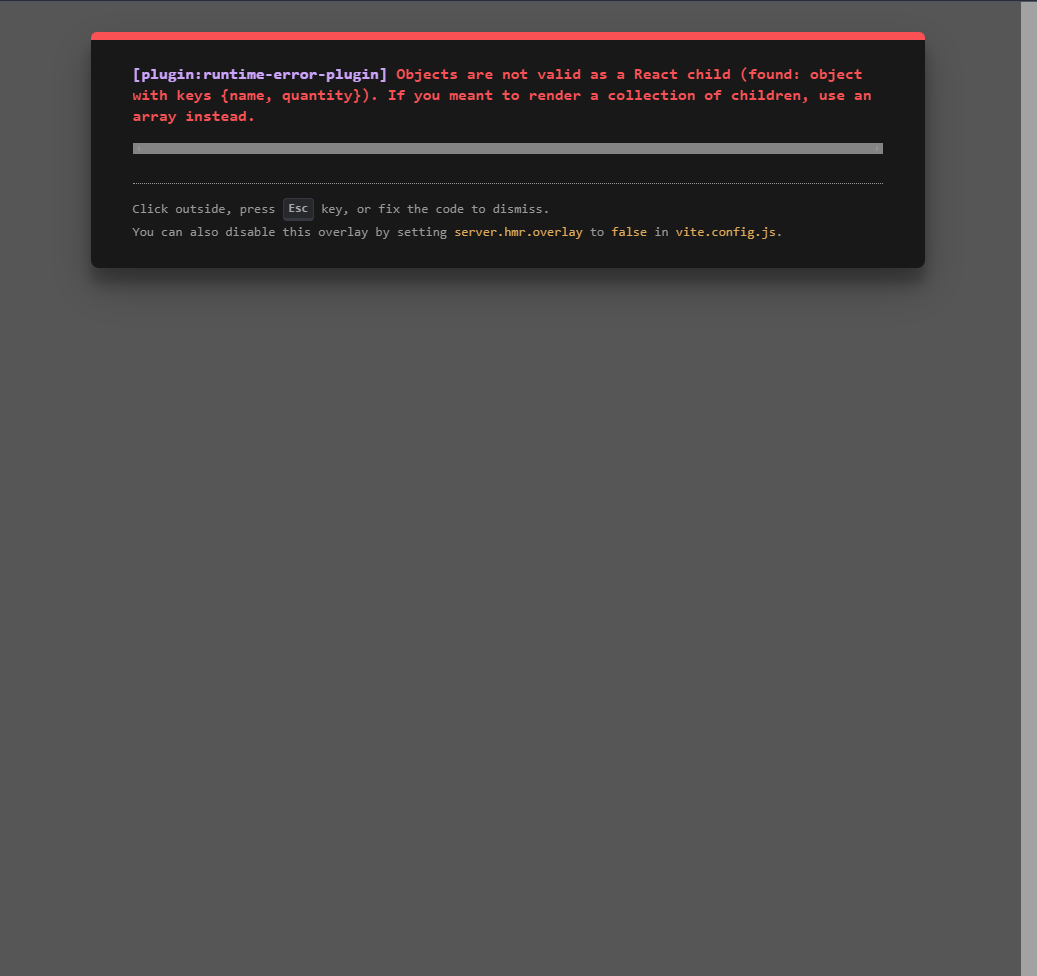 [plugin:runtime-error-plugin] Objects are not valid as a React child (found: object
with keys {name, quantity}). If you meant to render a collection of children, use an
array instead.
Click outside, press Esc key, or fix the code to dismiss.
You can also disable this overlay by setting server.hmr.overlay to false in vite.config.js.